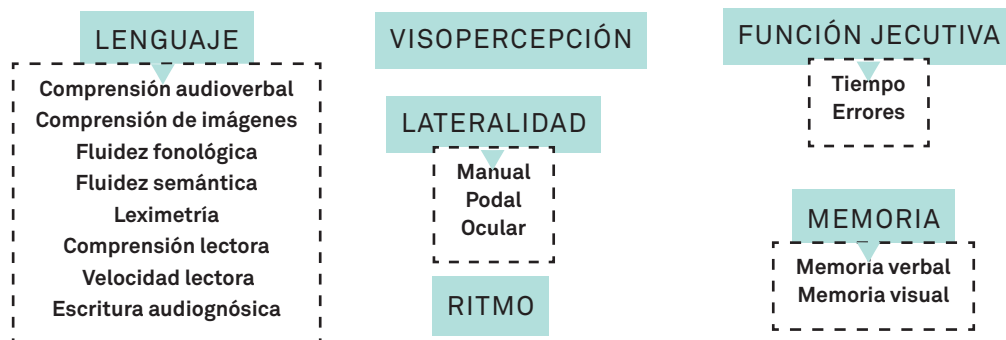 LENGUAJE
Comprensión audioverbal
Comprensión de imágenes
Fluidez fonológica
Fluidez semántica
Leximetría
Comprensión lectora
Velocidad lectora
Escritura audiognósica
VISOPERCEPCIÓN
LATERALIDAD
Manual
Podal
Ocular
RITMO
FUNCIÓN JECUTIVA
Tiempo
Errores
MEMORIA
Memoria verbal
Memoria visual